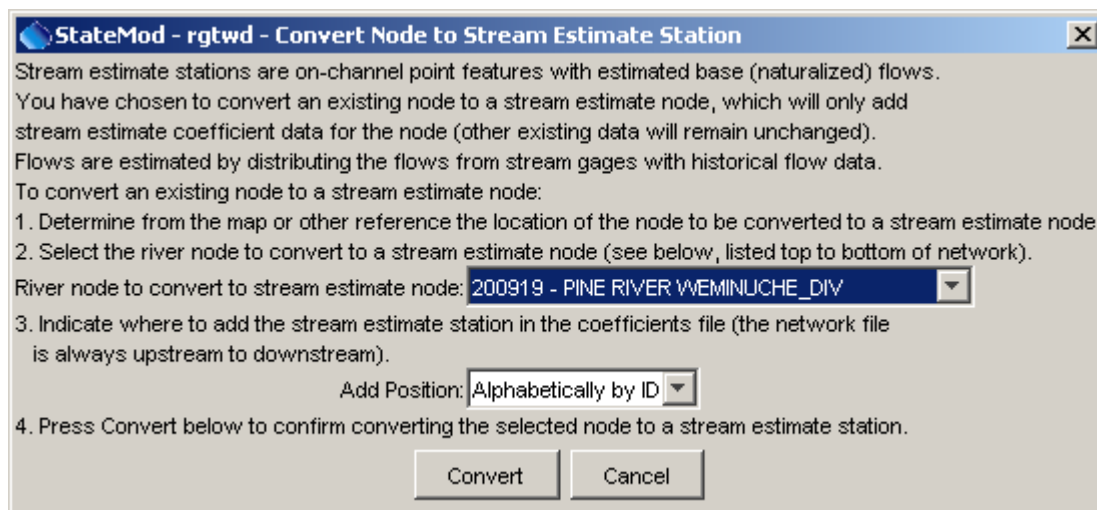 StateMod - rgtwd - Convert Node to Stream Estimate Station
Stream estimate stations are on-channel point features with estimated base (naturalized) flows.
You have chosen to convert an existing node to a stream estimate node, which will only add
stream estimate coefficient data for the node (other existing data will remain unchanged).
Flows are estimated by distributing the flows from stream gages with historical flow data.
To convert an existing node to a stream estimate node:
1. Determine from the map or other reference the location of the node to be converted to a stream estimate node
2. Select the river node to convert to a stream estimate node (see below, listed top to bottom of network).
River node to convert to stream estimate node: 200919 - PINE RIVER WEMINUCHE_DIV
3. Indicate where to add the stream estimate station in the coefficients file (the network file
is always upstream to downstream).
Add Position: Alphabetically by ID
4. Press Convert below to confirm converting the selected node to a stream estimate station.
Convert Cancel